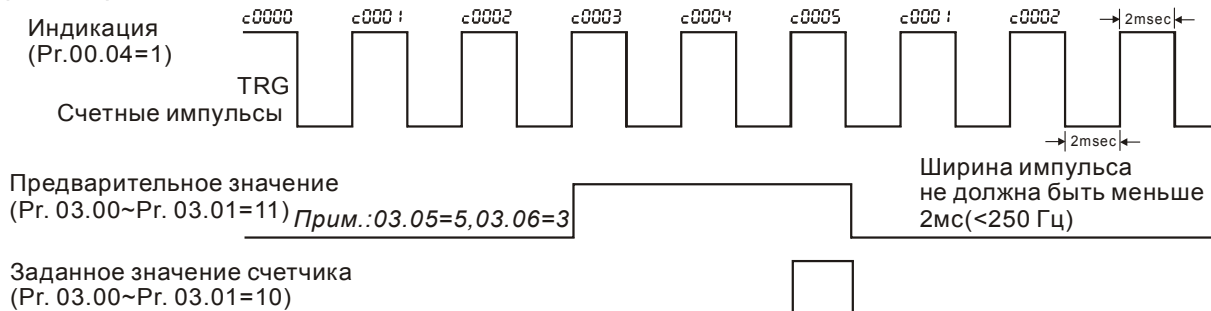 Индикация
(Pr.00.04=1)
c0000 c0001 c0002 c0003 c0004 c0005 c0001 c0002
2msec
TRG
Счетные импульсы
2msec
Ширина импульса
не должна быть меньше
2мс(<250 Гц)
Предварительное значение
(Pr. 03.00~Pr. 03.01=11)
Прим.:03.05=5,03.06=3
Заданное значение счетчика
(Pr. 03.00~Pr. 03.01=10)